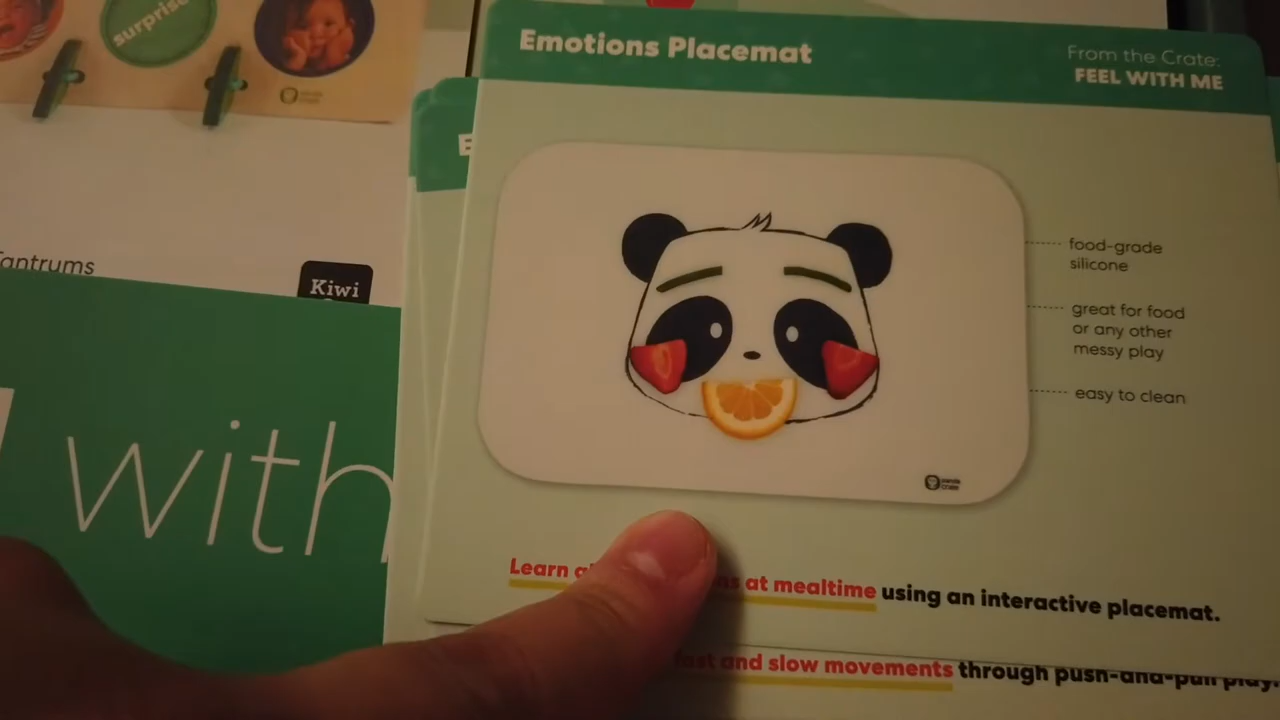 surprise
Emotions Placemat
From the Crate:
FEEL WITH ME
E
food-grade
silicone
great for food
or any other
messy play
easy to clean
Tantrums
Kiwi
with
panda
crate
Learn at mealtime using an interactive placemat.
fast and slow movements through push-and-pull play.